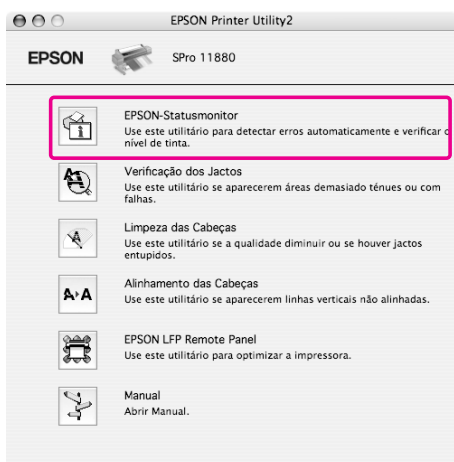 EPSON Printer Utility2
EPSON
SPro 11880
EPSON-Statusmonitor
Use este utilitário para detectar erros automaticamente e verificar o
nível de tinta.
Verificação dos Jactos
Use este utilitário se aparecerem áreas demasiado ténues ou com
falhas.
Limpeza das Cabeças
Use este utilitário se a qualidade diminuir ou se houver jactos
entupidos.
A›A
Alinhamento das Cabeças
Use este utilitário se aparecerem linhas verticais não alinhadas.
EPSON LFP Remote Panel
Use este utilitário para optimizar a impressora.
Manual
Abrir Manual.